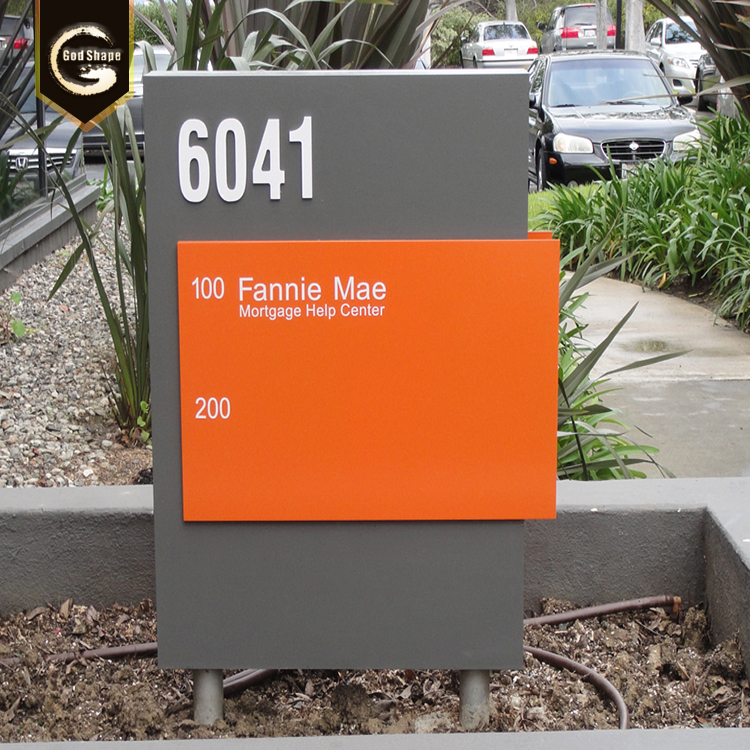 God Shape
6041
100 Fannie Mae
Mortgage Help Center
200